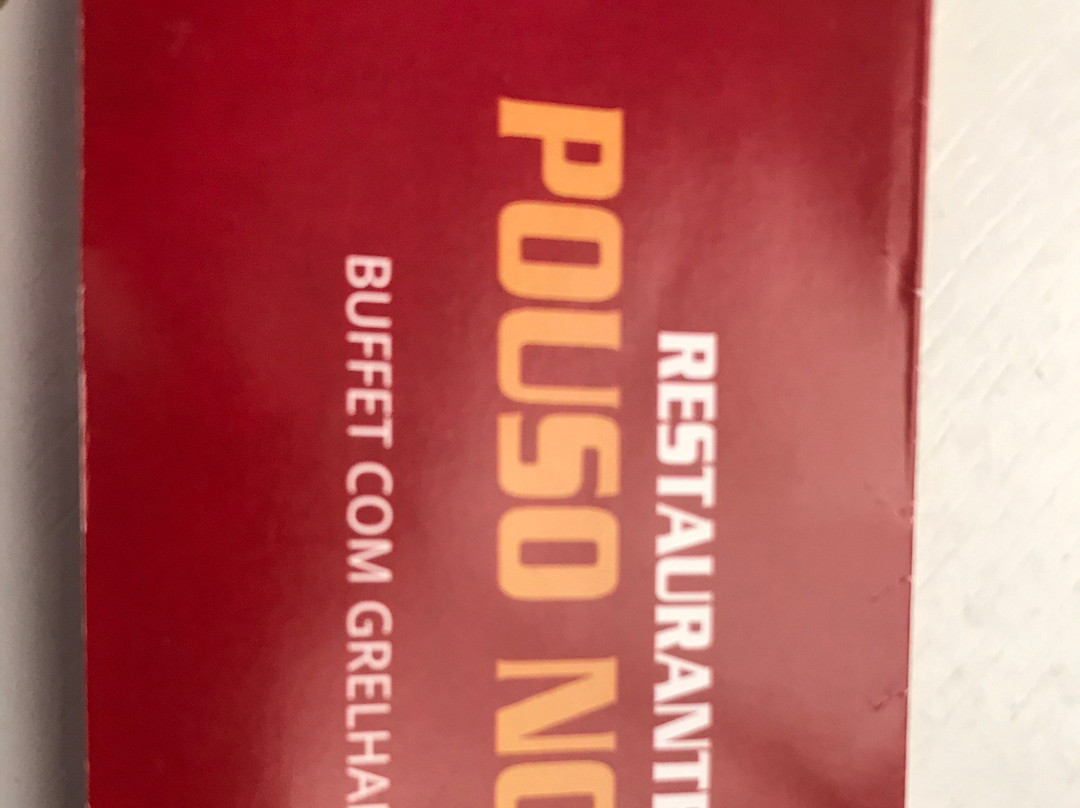 RESTAURANTE
POUSO NO
BUFFET COM GRELHA